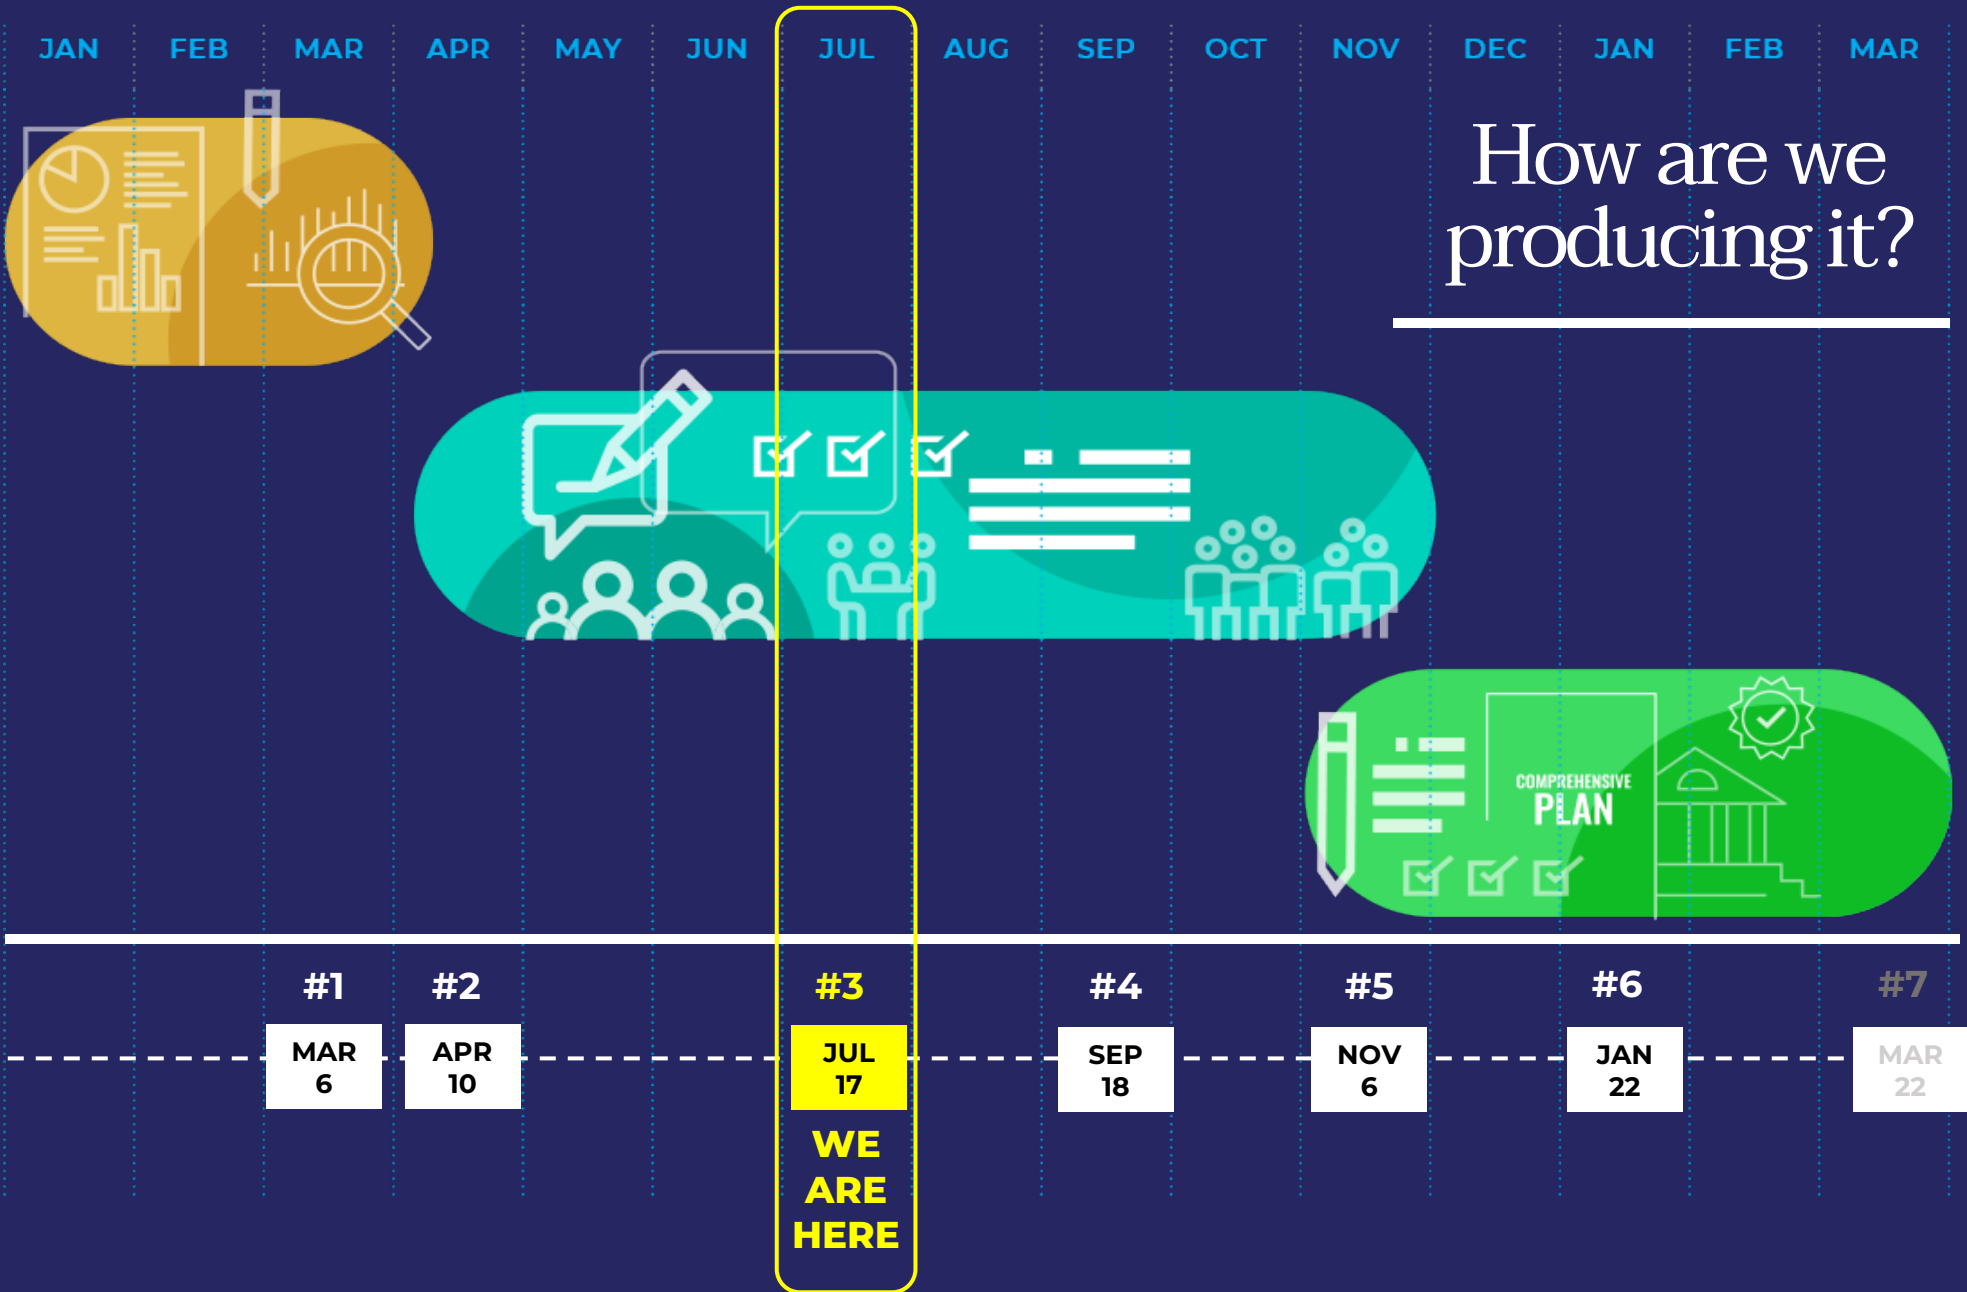 JAN FEB MAR APR MAY JUN JUL AUG SEP OCT NOV DEC JAN FEB MAR
How are we
producing it?
COMPREHENSIVE
PLAN
#1 #2 #3 #4 #5 #6 #7
MAR APR JUL SEP NOV JAN MAR
6 10 17 18 6 22 22
WE
ARE
HERE